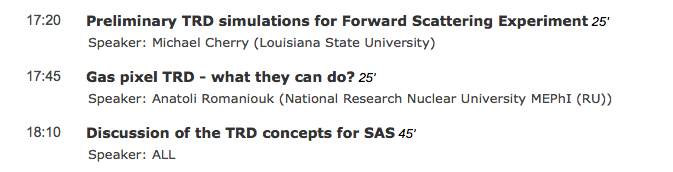 17:20 Preliminary TRD simulations for Forward Scattering Experiment 25'
Speaker: Michael Cherry (Louisiana State University)
17:45 Gas pixel TRD - what they can do? 25'
Speaker: Anatoli Romaniouk (National Research Nuclear University MEPhI (RU))
18:10 Discussion of the TRD concepts for SAS 45'
Speaker: ALL